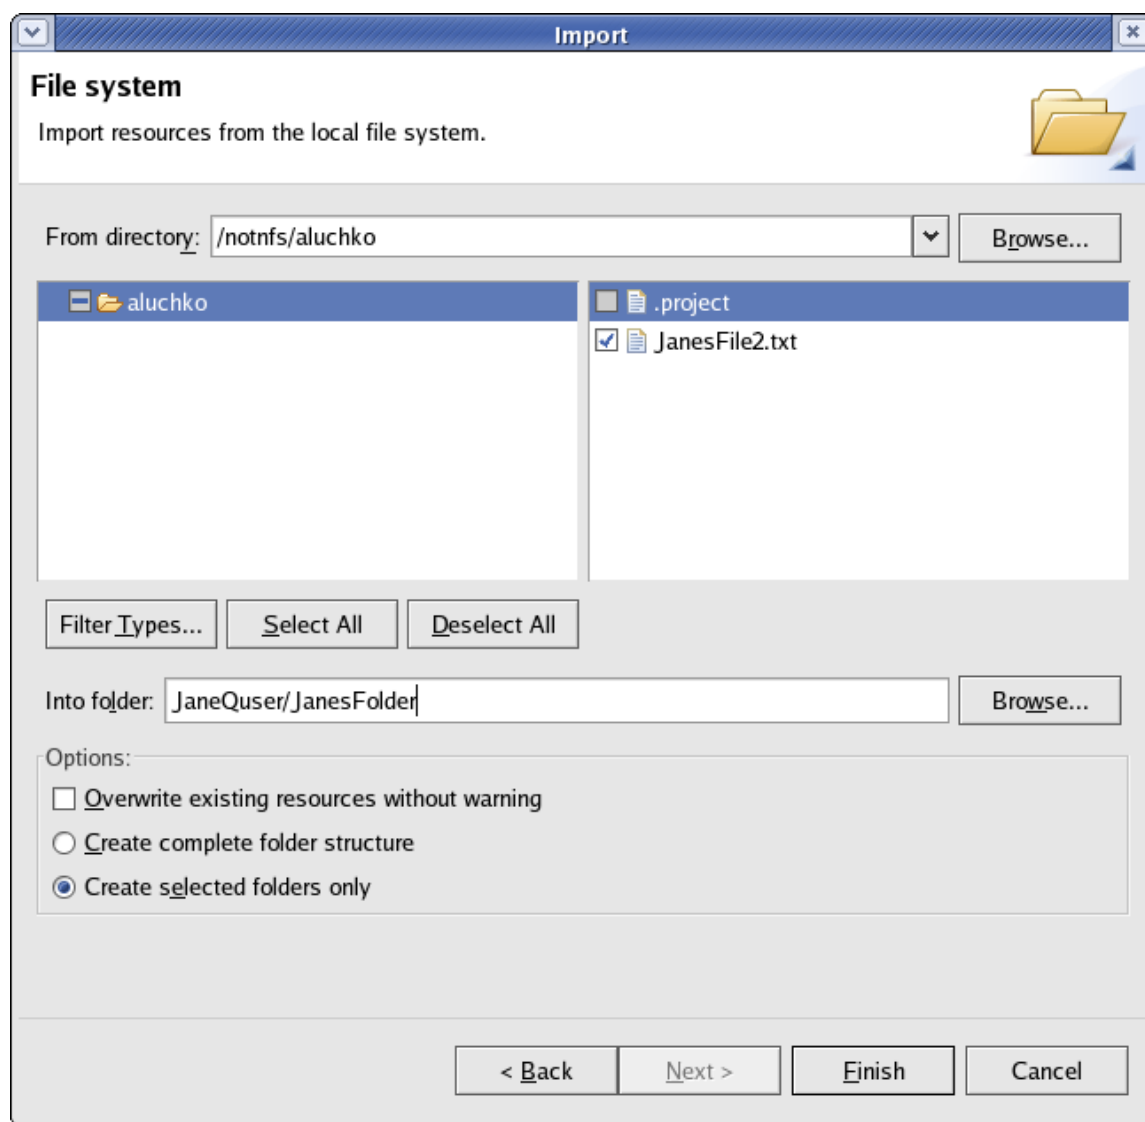 Import
File system
Import resources from the local file system.
From directory: /notnfs/aluchko Browse...
aluchko .project
JanesFile2.txt
Filter Types... Select All Deselect All
Into folder: JaneQuser/JanesFolder Browse...
Options:
Overwrite existing resources without warning
Create complete folder structure
Create selected folders only
< Back Next > Finish Cancel